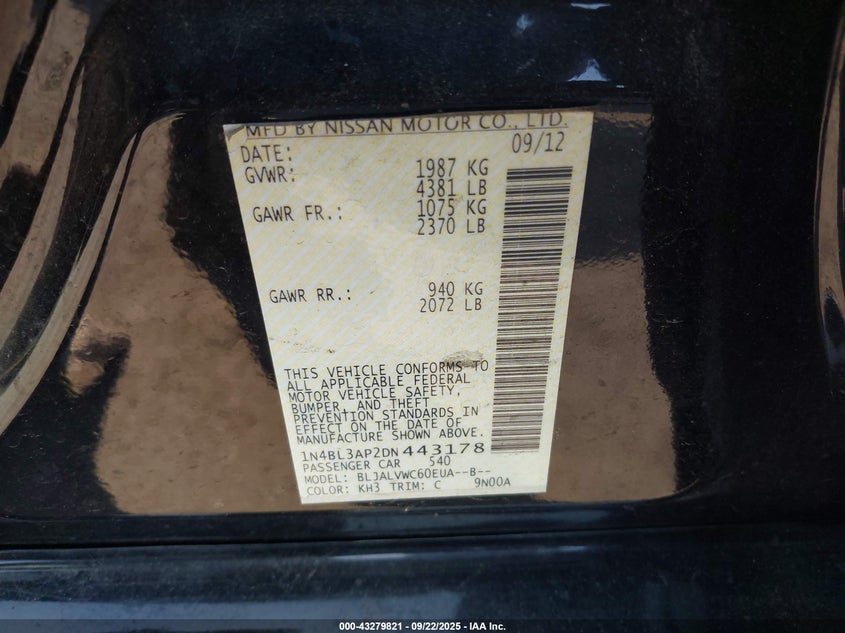 MFD BY NISSAN MOTOR CO., LTD.
DATE: 09/12
GVWR: 1987 KG
4381 LB
GAWR FR.: 1075 KG
2370 LB
GAWR RR.: 940 KG
2072 LB
THIS VEHICLE CONFORMS TO
ALL APPLICABLE FEDERAL
MOTOR VEHICLE SAFETY,
BUMPER, AND THEFT
PREVENTION STANDARDS IN
EFFECT ON THE DATE OF
MANUFACTURE SHOWN ABOVE.
1N4BL3AP2DN443178
PASSENGER CAR 540
MODEL: BLJALVWC60EUA--B--
COLOR: KH3 TRIM: C 9N00A
000-43279821 | 09/22/2025 | IAA Inc.